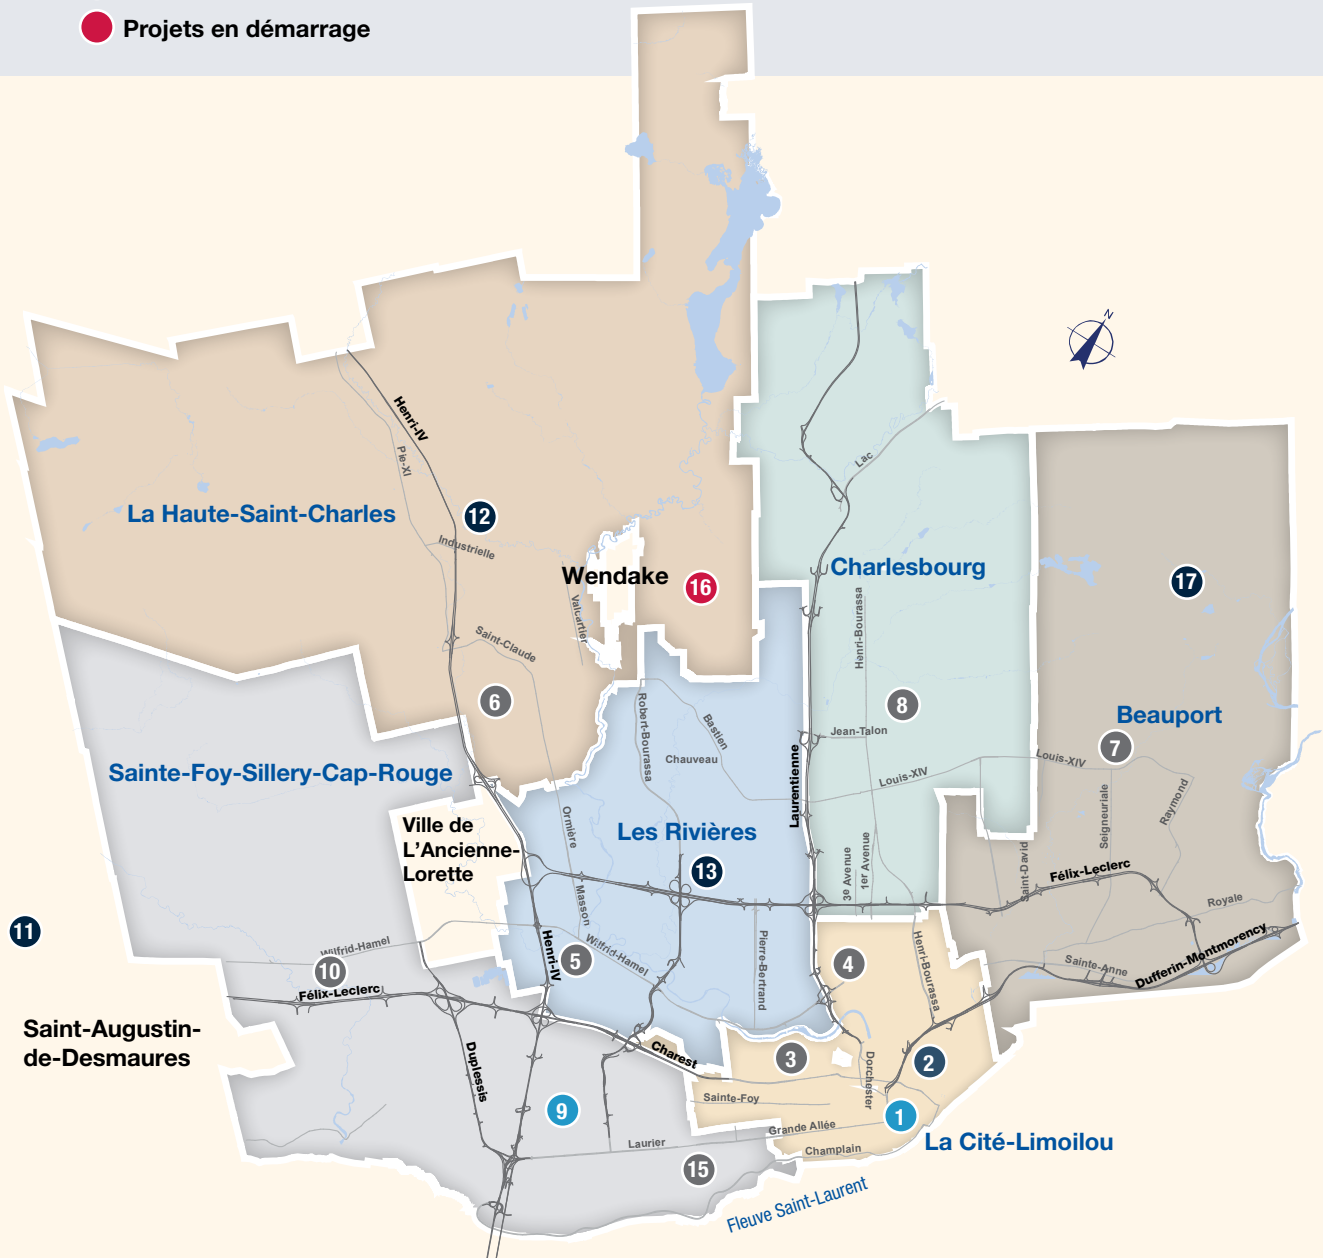 Projets en démarrage
N
Henri-IV
Pie-XI
Lac
La Haute-Saint-Charles
12
Industrielle
Wendake
16
Charlesbourg
17
Valcartier
Henri-Bourassa
Saint-Claude
6
8
Robert-Bourassa
Bastien
Jean-Talon
Beauport
7
Chauveau
Louis-XIV
Louis-XIV
Sainte-Foy-Sillery-Cap-Rouge
Laurentienne
Ormière
Seigneuriale
Raymond
Ville de
L'Ancienne-
Lorette
Les Rivières
13
3e Avenue
1er Avenue
Saint-David
Félix-Leclerc
Masson
Royale
11
Wilfrid-Hamel
Henri-IV
Wilfrid-Hamel
5
Pierre-Bertrand
4
Henri-Bourassa
Sainte-Anne
Dufferin-Montmorency
10
Félix-Leclerc
Saint-Augustin-
de-Desmaures
Duplessis
Charest
3
Dorchester
2
9
Sainte-Foy
1
Grande Allée
Laurier
Champlain
La Cité-Limoilou
15
Fleuve Saint-Laurent